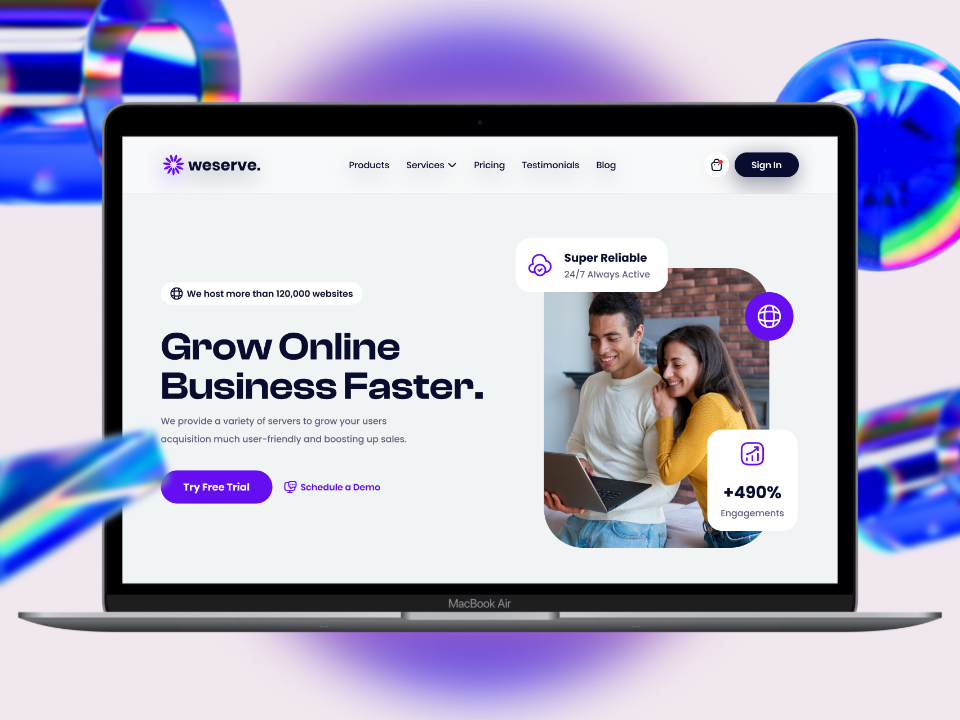 weserve.
Products Services Pricing Testimonials Blog
Sign In
Super Reliable
24/7 Always Active
We host more than 120,000 websites
Grow Online
Business Faster.
We provide a variety of servers to grow your users
acquisition much user-friendly and boosting up sales.
Try Free Trial
Schedule a Demo
+490%
Engagements
MacBook Air